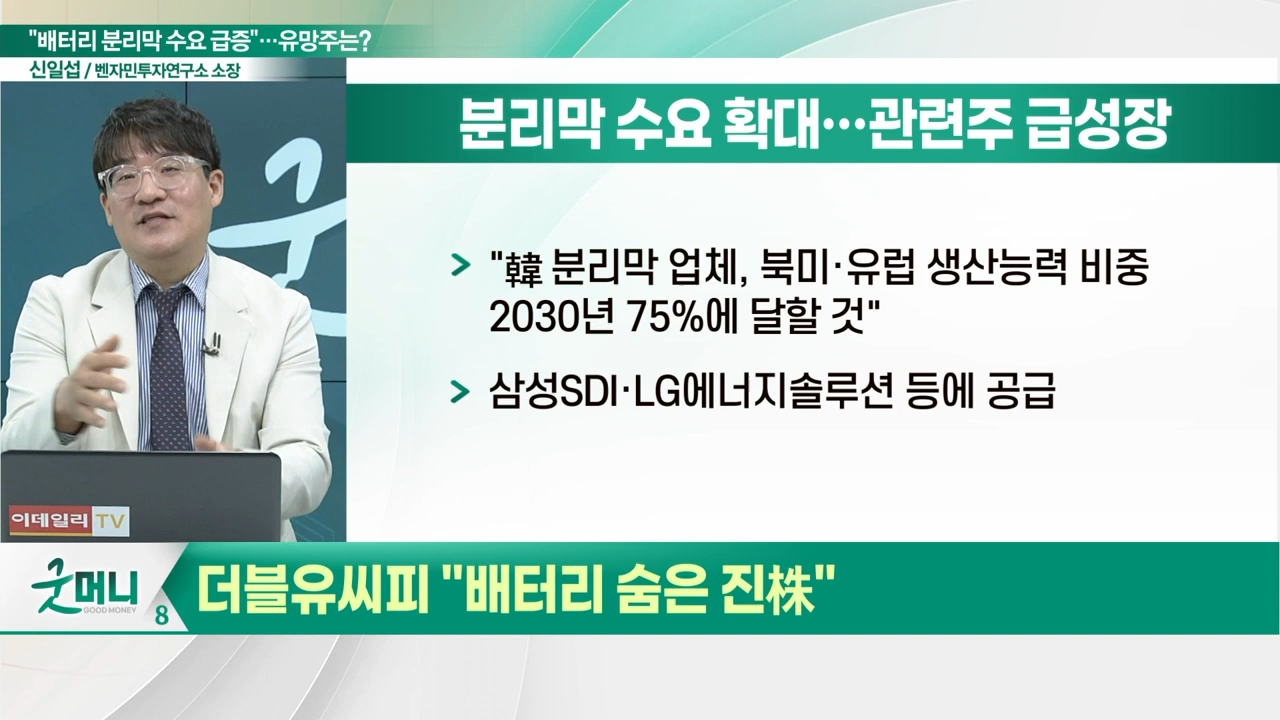 "배터리 분리막 수요 급증"…유망주는?
신일섭 / 벤자민투자연구소 소장
분리막 수요 확대…관련주 급성장
"韓 분리막 업체, 북미·유럽 생산능력 비중
2030년 75%에 달할 것"
삼성SDI·LG에너지솔루션 등에 공급
이데일리 TV
굿머니
GOOD MONEY
8
더블유씨피 "배터리 숨은 진株"